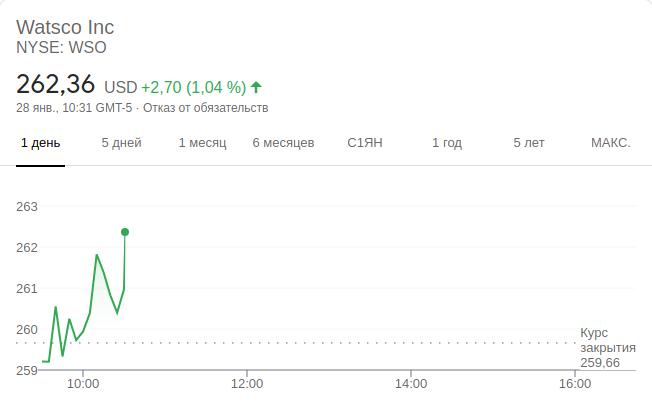 Watsco Inc
NYSE: WSO
262,36 USD +2,70 (1,04 %)
28 янв., 10:31 GMT-5 · Отказ от обязательств
1 день 5 дней 1 месяц 6 месяцев С1ЯН 1 год 5 лет МАКС.
263
262
261
260
Курс
закрытия
259,66
259
10:00 12:00 14:00 16:00